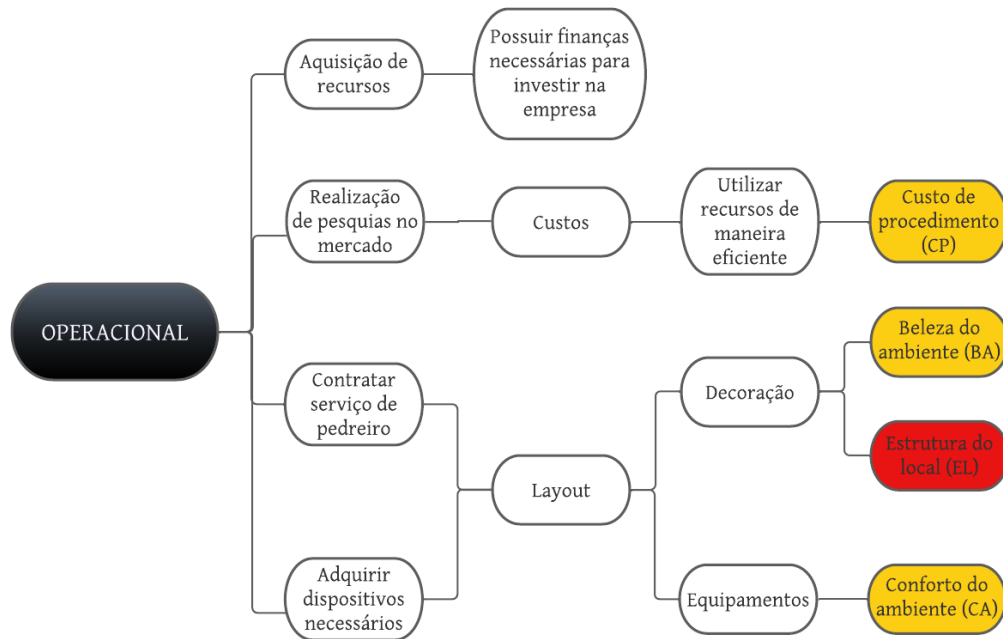 Aquisição de
recursos
Possuir finanças
necessárias para
investir na
empresa
Realização
de pesquias no
mercado
Custos
Utilizar
recursos de
maneira
eficiente
Custo de
procedimento
(CP)
OPERACIONAL
Contratar
serviço de
pedreiro
Adquirir
dispositivos
necessários
Layout
Decoração
Beleza do
ambiente (BA)
Estrutura do
local (EL)
Equipamentos
Conforto do
ambiente (CA)